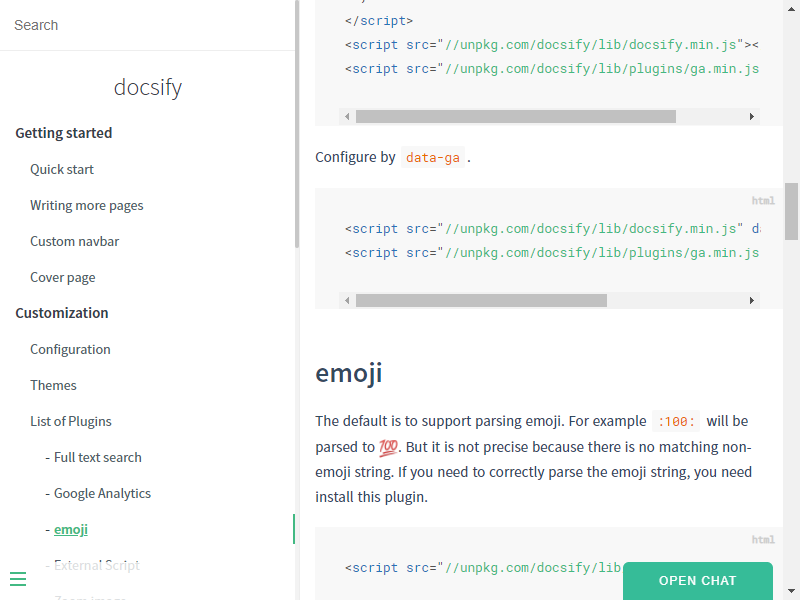 Search
docsify
Getting started
Quick start
Writing more pages
Custom navbar
Cover page
Customization
Configuration
Themes
List of Plugins
- Full text search
- Google Analytics
- emoji
- External Script
- Zoom image
</script>
<script src="//unpkg.com/docsify/lib/docsify.min.js"><
<script src="//unpkg.com/docsify/lib/plugins/ga.min.js
Configure by data-ga .
html
<script src="//unpkg.com/docsify/lib/docsify.min.js" da
<script src="//unpkg.com/docsify/lib/plugins/ga.min.js
emoji
The default is to support parsing emoji. For example :100: will be
parsed to 💯. But it is not precise because there is no matching non-
emoji string. If you need to correctly parse the emoji string, you need
install this plugin.
html
<script src="//unpkg.com/docsify/lib
OPEN CHAT